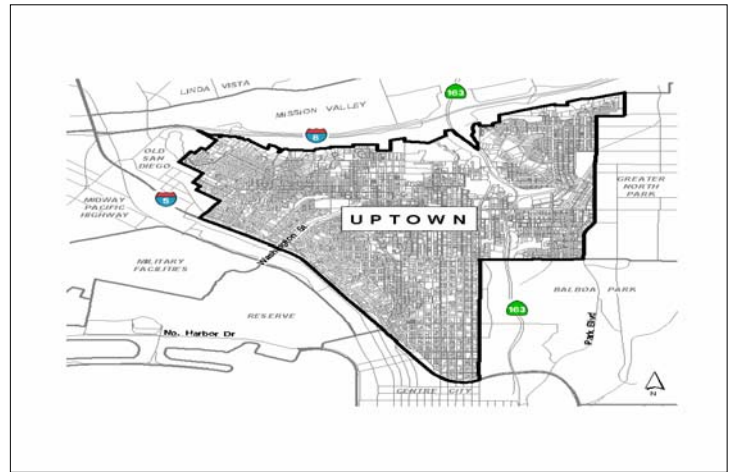 LINDA VISTA
163
MISSION VALLEY
8
OLD
SAN
DIEGO
GREATER
NORTH
PARK
MIDWAY
PACIFIC
HIGHWAY
5
UPTOWN
Washington St.
MILITARY
FACILITIES
BALBOA PARK
163
RESERVE
Park Blvd
No. Harbor Dr
CENTRE CITY
N